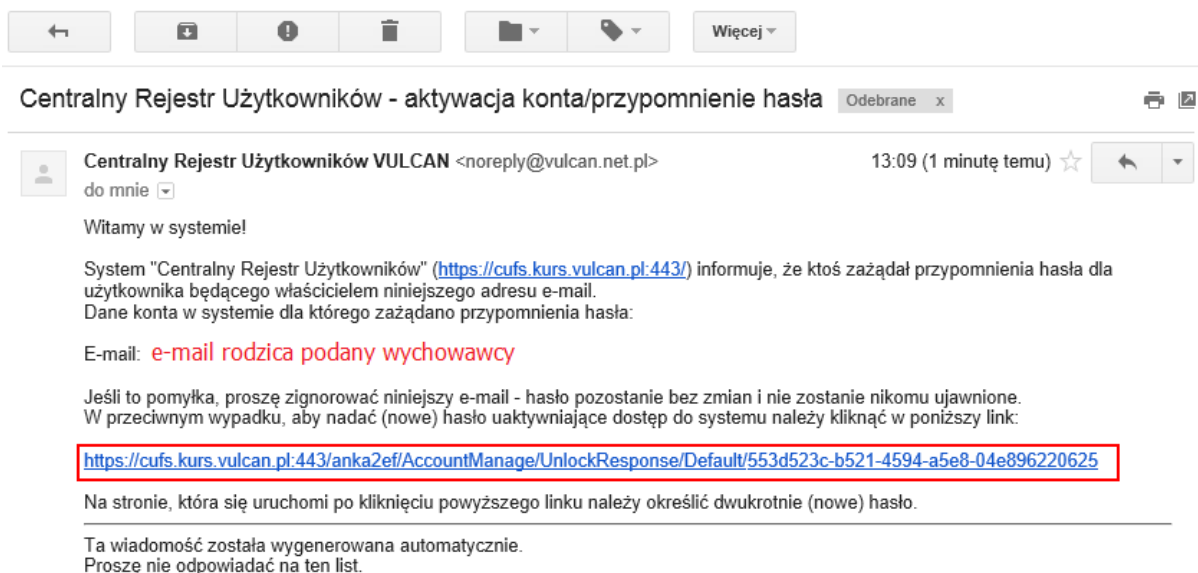 Więcej
Centralny Rejestr Użytkowników - aktywacja konta/przypomnienie hasła Odebrane x
Centralny Rejestr Użytkowników VULCAN <noreply@vulcan.net.pl> 13:09 (1 minutę temu)
do mnie
Witamy w systemie!
System "Centralny Rejestr Użytkowników" (https://cufs.kurs.vulcan.pl:443/) informuje, że ktoś zażądał przypomnienia hasła dla
użytkownika będącego właścicielem niniejszego adresu e-mail.
Dane konta w systemie dla którego zażądano przypomnienia hasła:
E-mail: e-mail rodzica podany wychowawcy
Jeśli to pomyłka, proszę zignorować niniejszy e-mail - hasło pozostanie bez zmian i nie zostanie nikomu ujawnione.
W przeciwnym wypadku, aby nadać (nowe) hasło uaktywniające dostęp do systemu należy kliknąć w poniższy link:
https://cufs.kurs.vulcan.pl:443/anka2ef/AccountManage/UnlockResponse/Default/553d523c-b521-4594-a5e8-04e896220625
Na stronie, która się uruchomi po kliknięciu powyższego linku należy określić dwukrotnie (nowe) hasło.
Ta wiadomość została wygenerowana automatycznie.
Proszę nie odpowiadać na ten list.